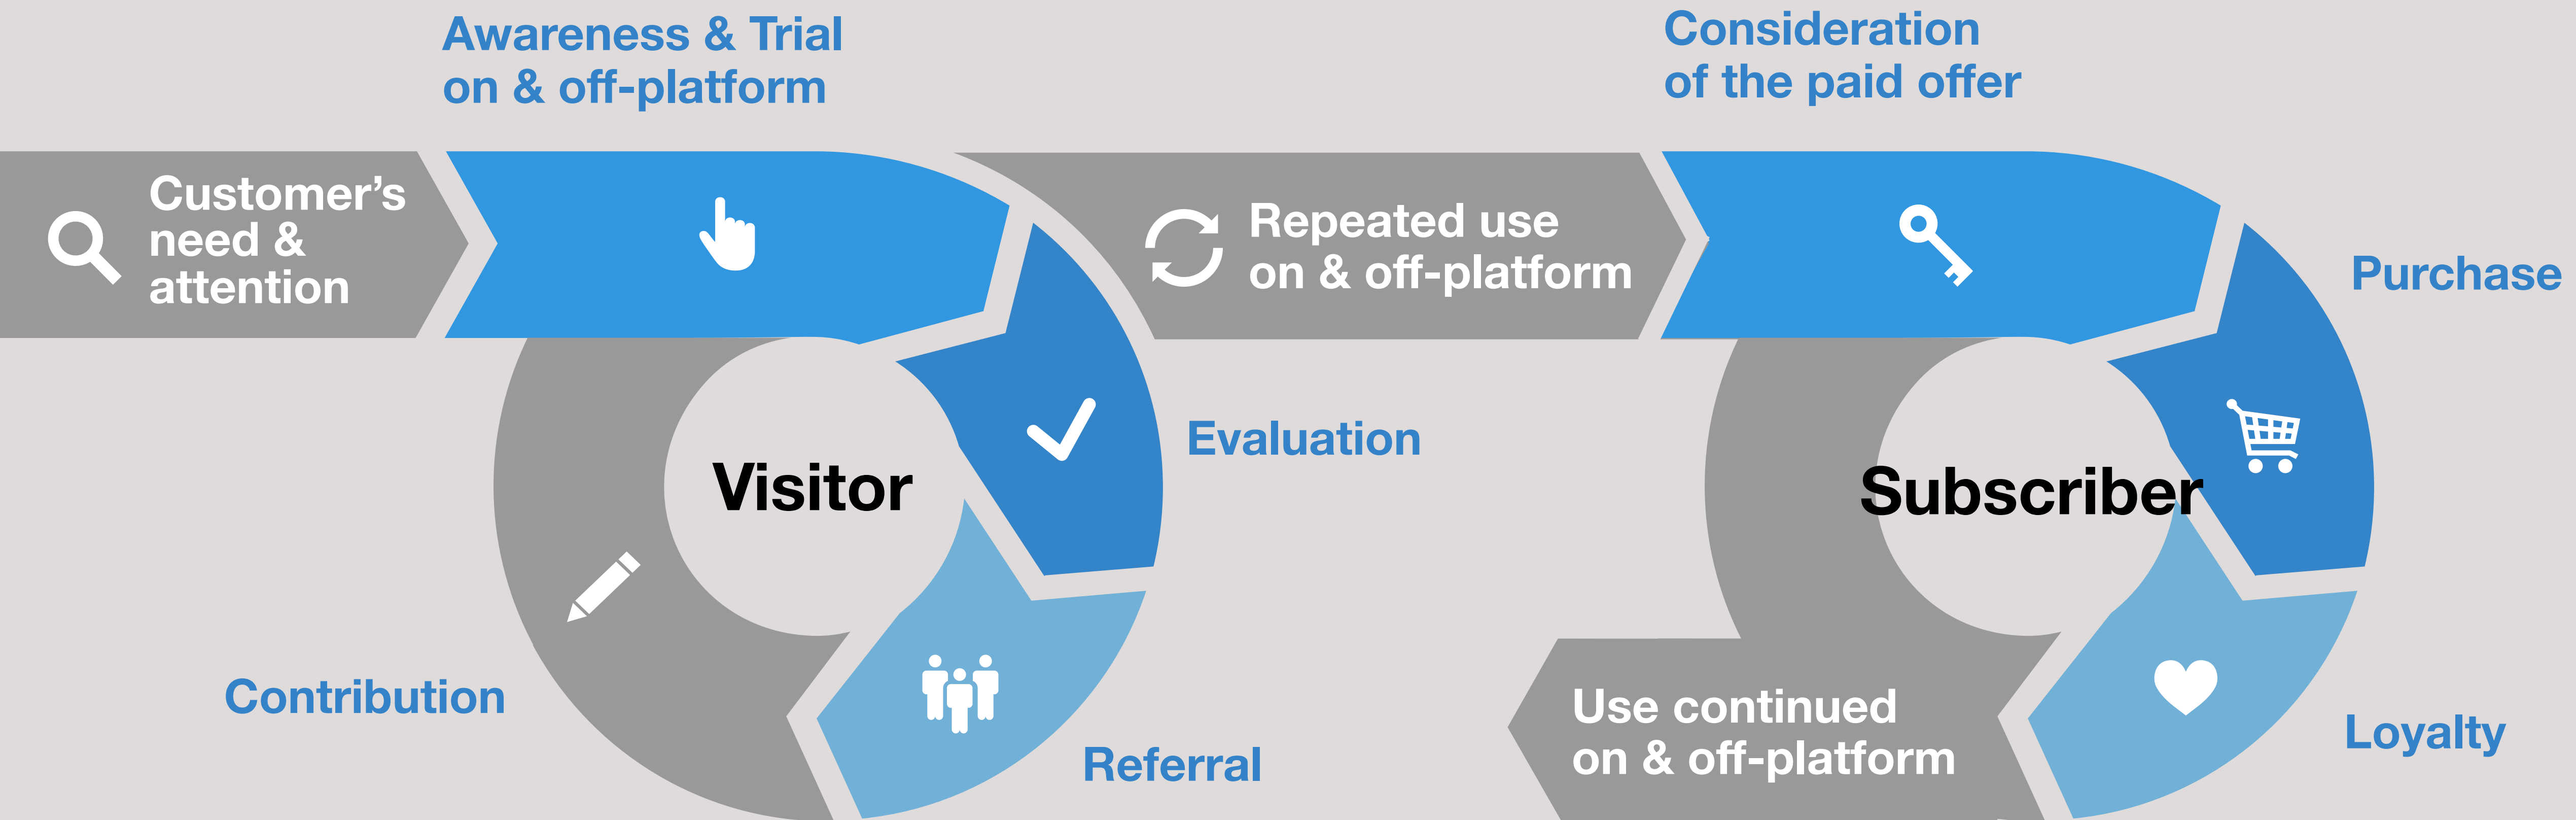 Awareness & Trial
on & off-platform
Consideration
of the paid offer
Customer’s
need &
attention
Repeated use
on & off-platform
Purchase
Evaluation
Visitor
Subscriber
Contribution
Referral
Use continued
on & off-platform
Loyalty